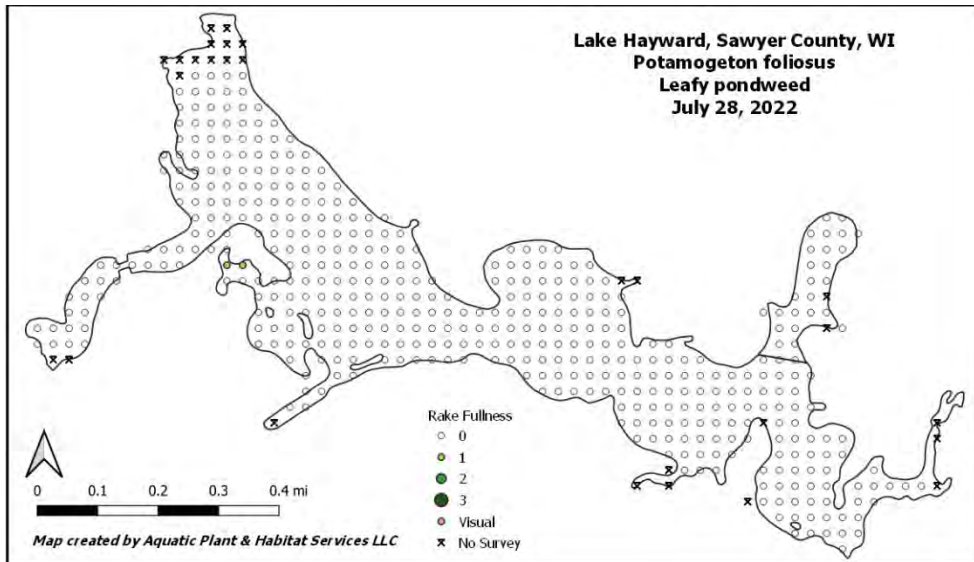 Lake Hayward, Sawyer County, WI
Potamogeton foliosus
Leafy pondweed
July 28, 2022
Rake Fullness
0
1
2
3
Visual
No Survey
0 0.1 0.2 0.3 0.4 mi
Map created by Aquatic Plant & Habitat Services LLC